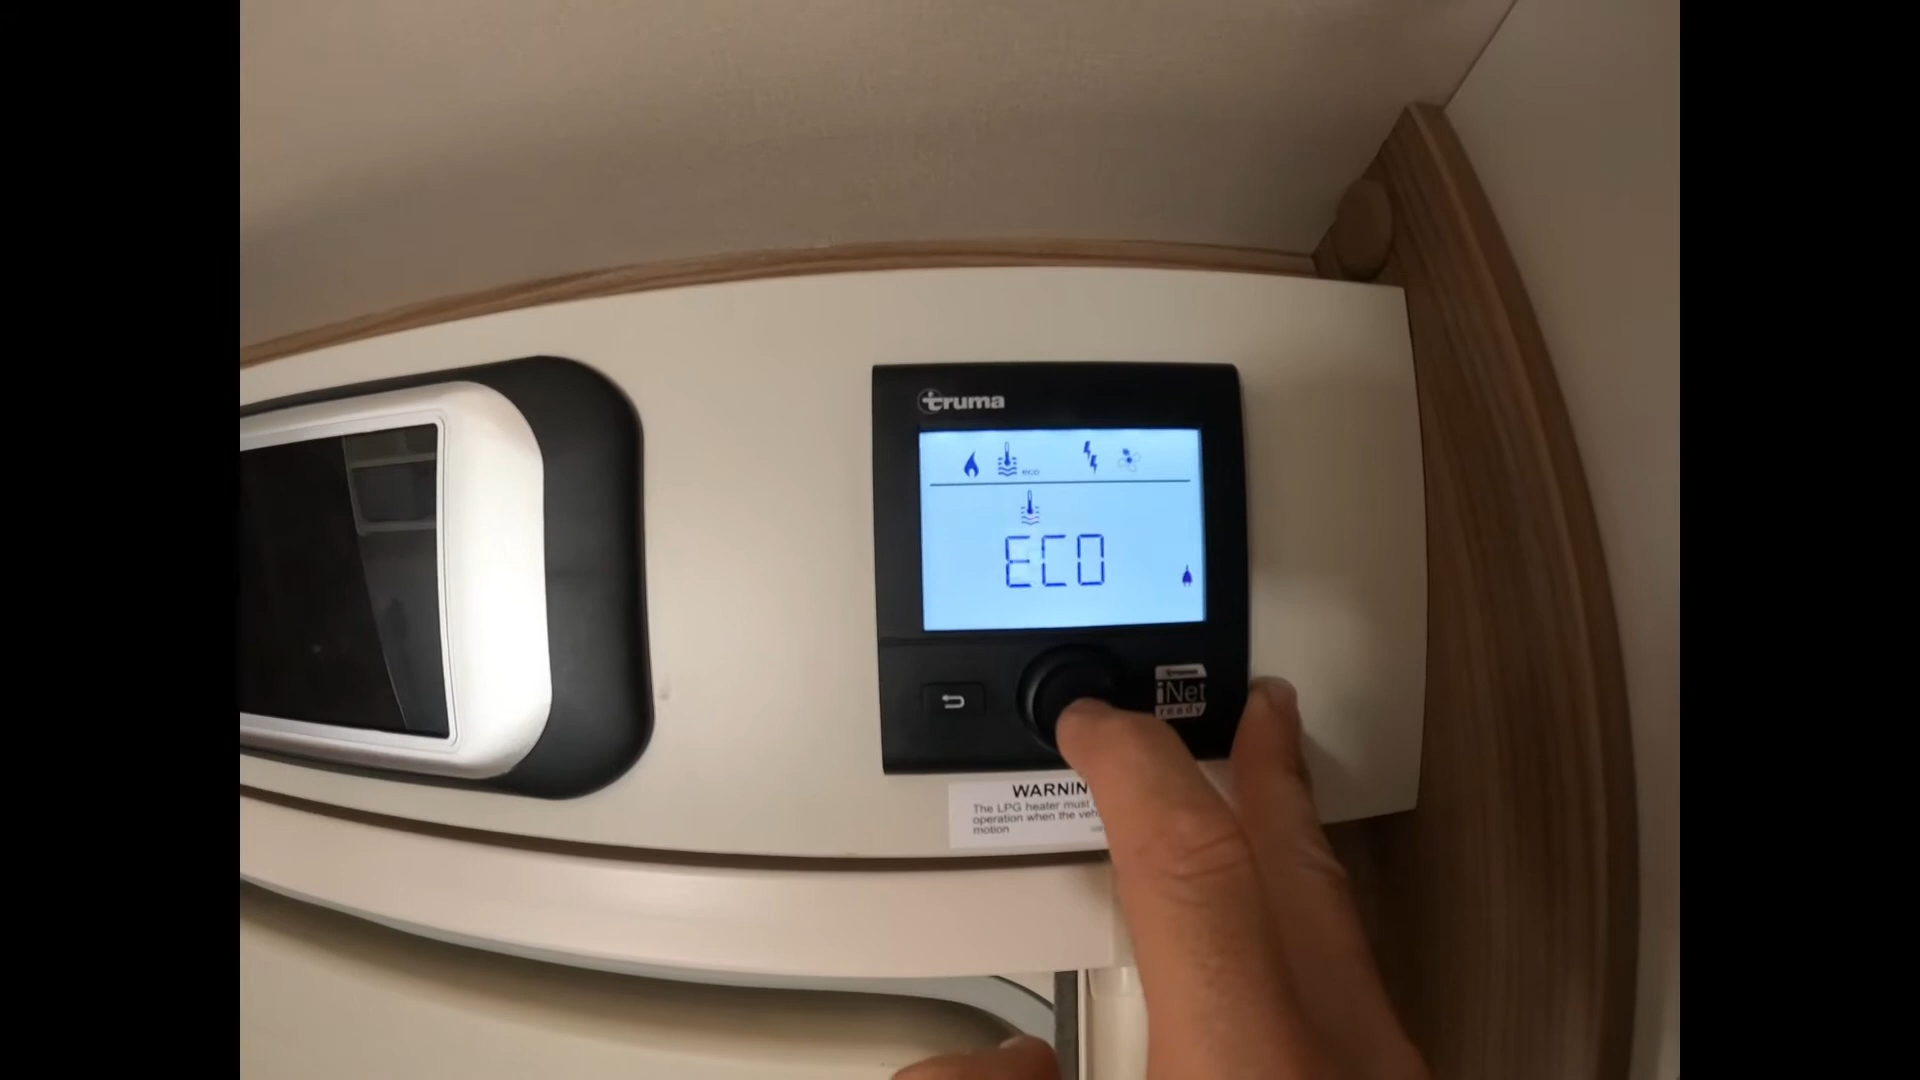 truma
eco
ECO
truma
iNet
ready
WARNIN
The LPG heater must
operation when the veh
motion